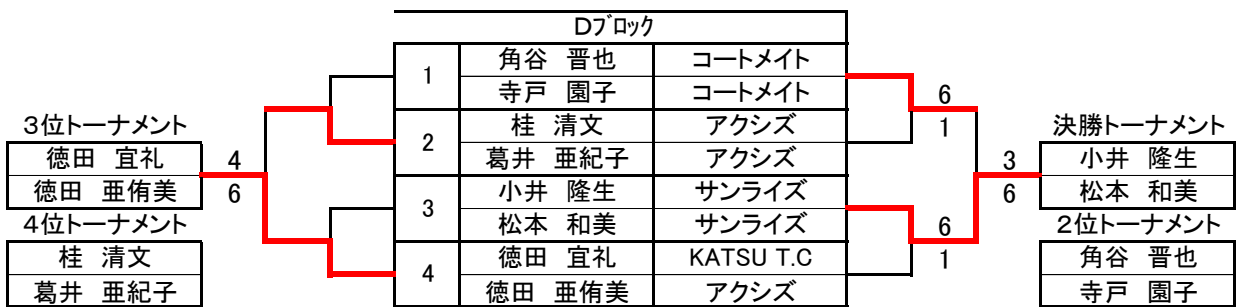 Dブロック
1 角谷 晋也 コートメイト
寺戸 園子 コートメイト
2 桂 清文 アクシズ
葛井 亜紀子 アクシズ
3 小井 隆生 サンライズ
松本 和美 サンライズ
4 徳田 宜礼 KATSU T.C
徳田 亜侑美 アクシズ
3位トーナメント
徳田 宜礼 4
徳田 亜侑美 6
4位トーナメント
桂 清文
葛井 亜紀子
6
1
6
1
3
6
決勝トーナメント
小井 隆生
松本 和美
2位トーナメント
角谷 晋也
寺戸 園子